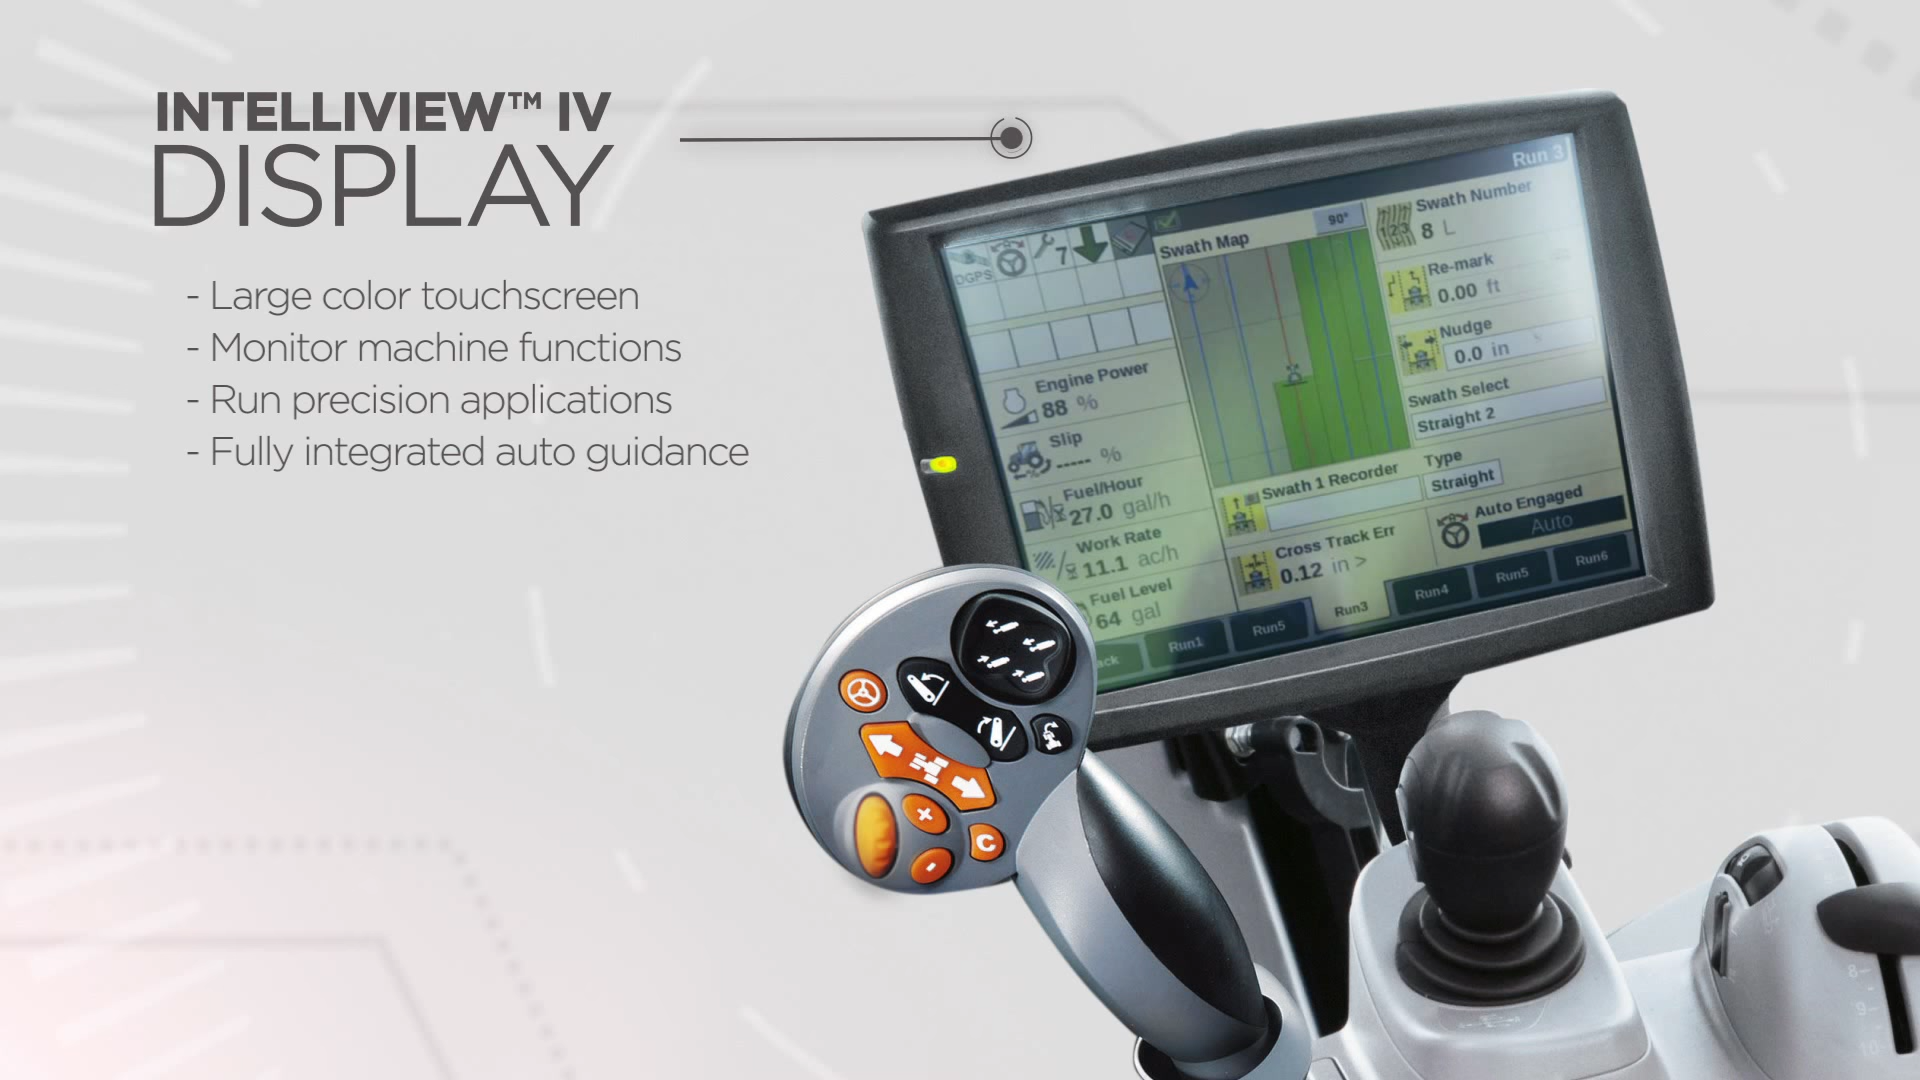 INTELLIVIEW™ IV
DISPLAY
- Large color touchscreen
- Monitor machine functions
- Run precision applications
- Fully integrated auto guidance
Run 3
DGPS
7
Swath Map
90°
Swath Number
8 L
Re-mark
0.00 ft
Nudge
0.0 in
Swath Select
Straight 2
Engine Power
88 %
Slip
----- %
Fuel/Hour
27.0 gal/h
Work Rate
11.1 ac/h
Fuel Level
64 gal
Swath 1 Recorder
Type
Straight
Cross Track Err
0.12 in >
Auto Engaged
Auto
Run1
Run5
Run3
Run4
Run5
Run6
+
-
C
8
9
10